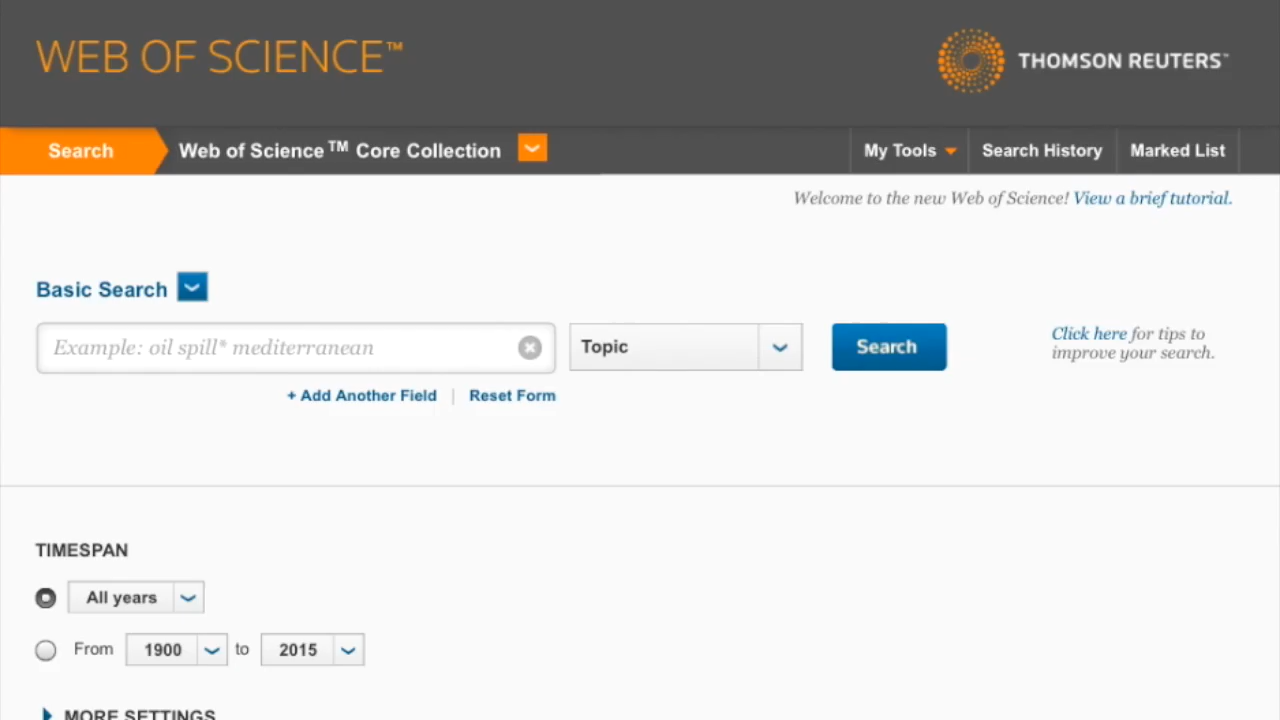 WEB OF SCIENCE™
THOMSON REUTERS™
Search
Web of Science™ Core Collection
My Tools
Search History
Marked List
Welcome to the new Web of Science! View a brief tutorial.
Basic Search
Example: oil spill* mediterranean
Topic
Search
Click here for tips to
improve your search.
+ Add Another Field | Reset Form
TIMESPAN
All years
From 1900 to 2015
MORE SETTINGS